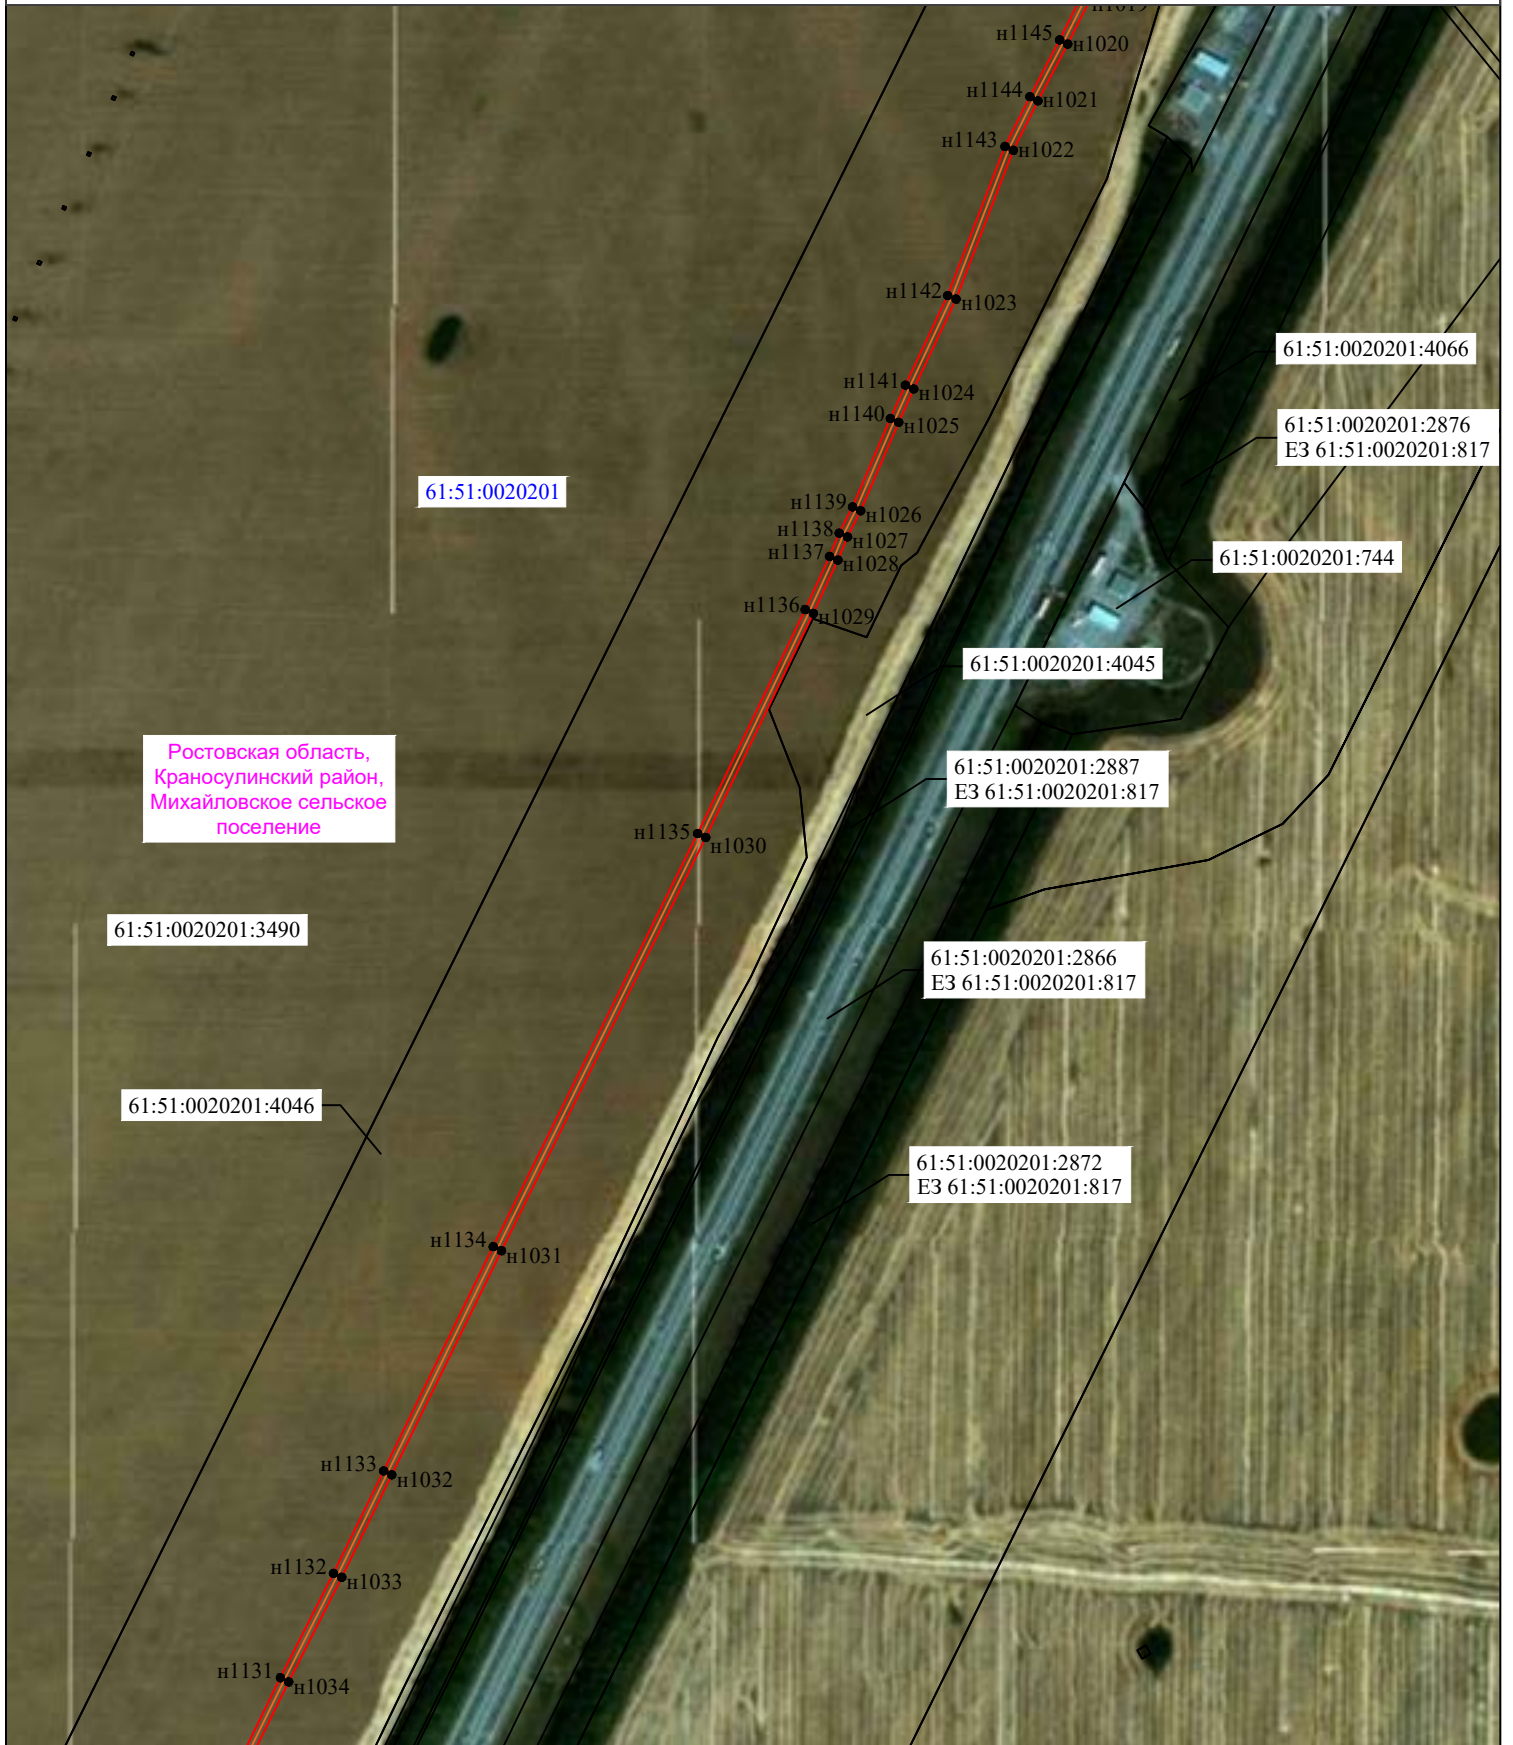 н1019
н1145
н1020
н1144
н1021
н1143
н1022
н1142
н1023
61:51:0020201:4066
н1141
н1024
н1140
н1025
61:51:0020201:2876
ЕЗ 61:51:0020201:817
61:51:0020201
н1139
н1026
н1138
н1027
н1137
н1028
61:51:0020201:744
н1136
н1029
61:51:0020201:4045
Ростовская область,
Краносулинский район,
Михайловское сельское
поселение
61:51:0020201:2887
ЕЗ 61:51:0020201:817
н1135
н1030
61:51:0020201:3490
61:51:0020201:2866
ЕЗ 61:51:0020201:817
61:51:0020201:4046
61:51:0020201:2872
ЕЗ 61:51:0020201:817
н1134
н1031
н1133
н1032
н1132
н1033
н1131
н1034